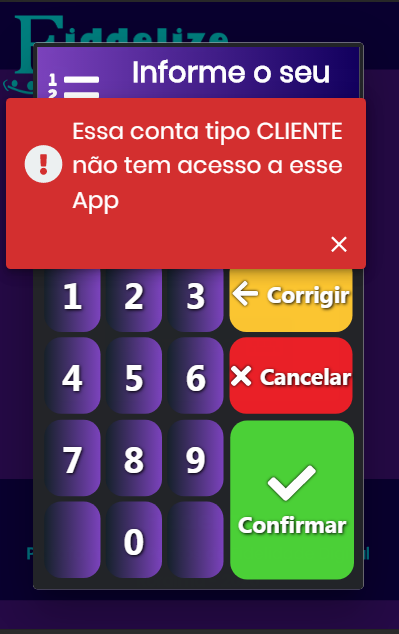 Fiddelize
Informe o seu
Essa conta tipo CLIENTE
não tem acesso a esse
App
1 2 3 Corrigir
4 5 6 Cancelar
7 8 9
0 Confirmar